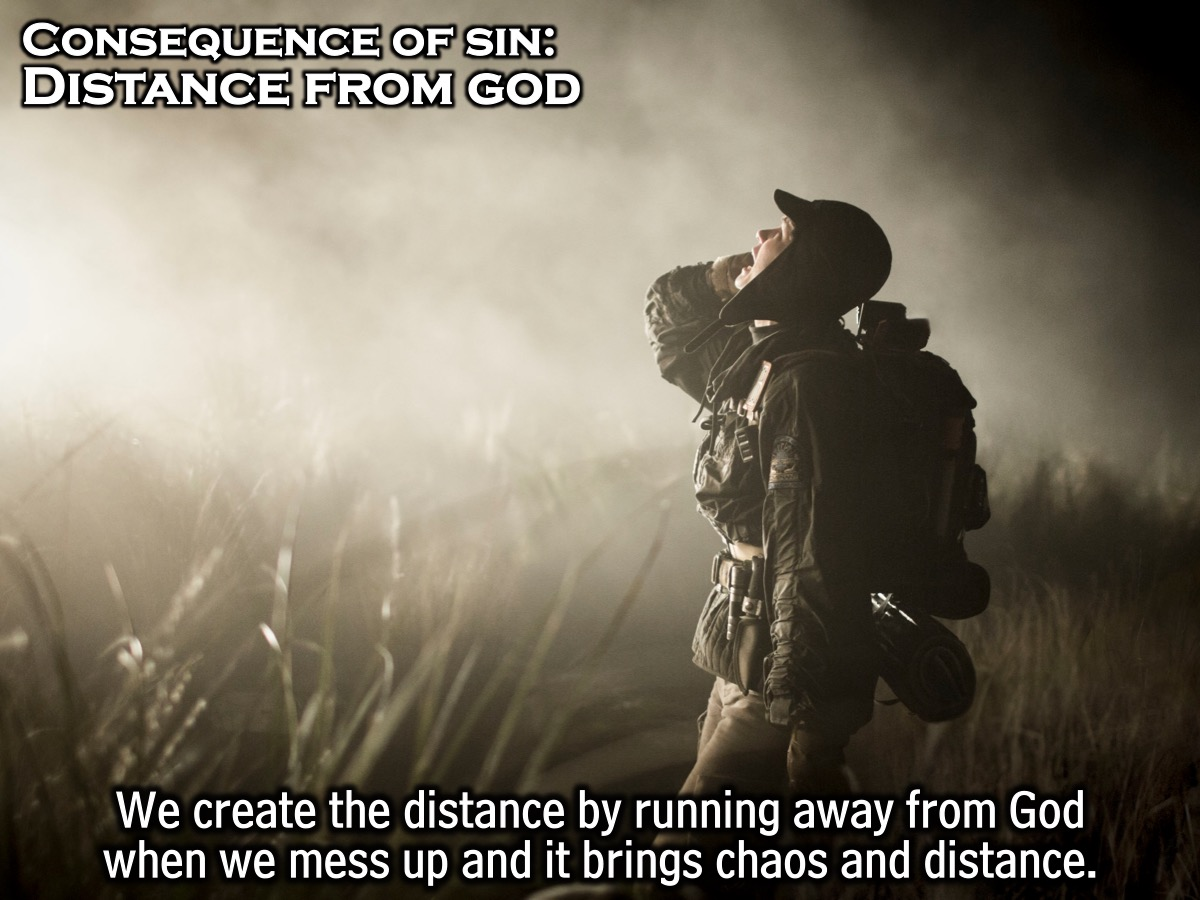 Consequence of sin:
Distance from god
We create the distance by running away from God
when we mess up and it brings chaos and distance.